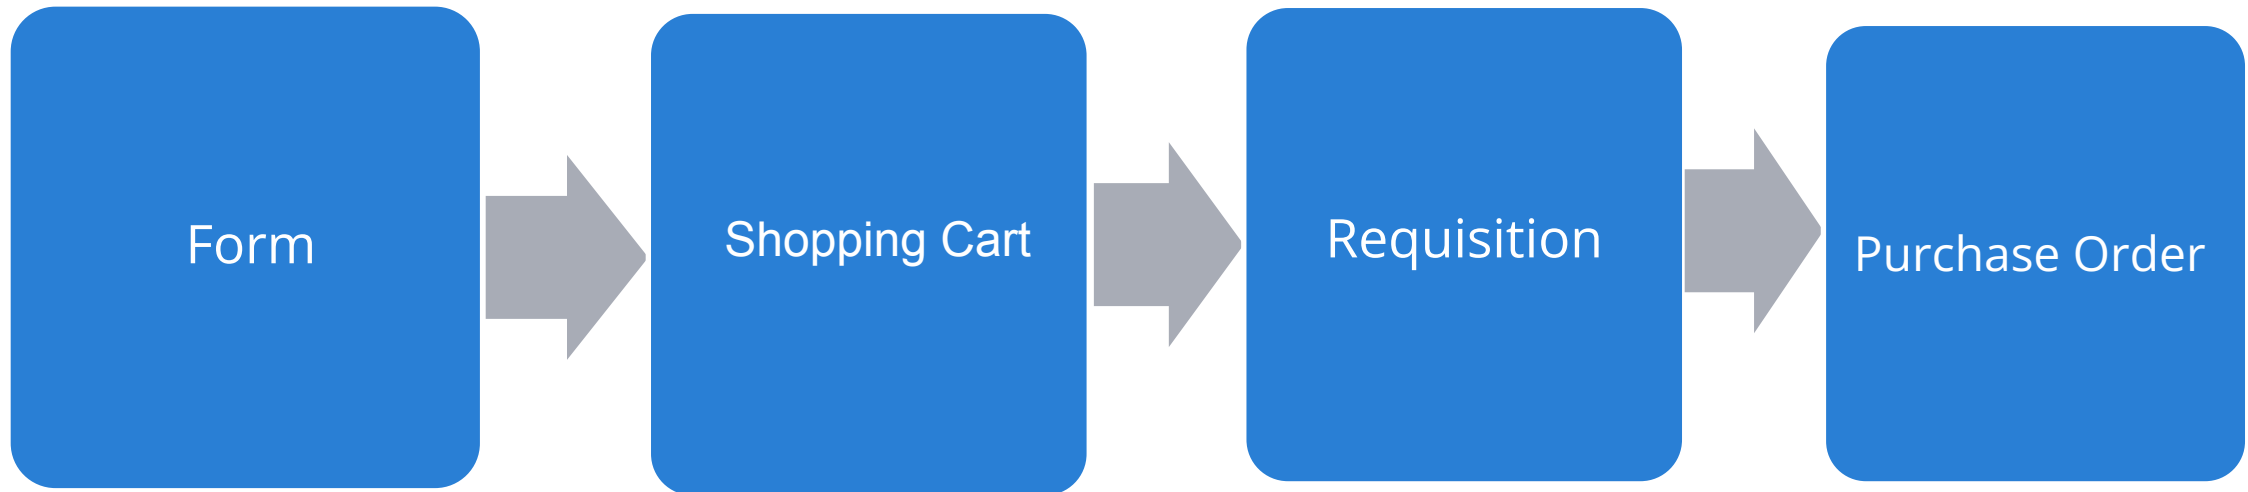 Form
Shopping Cart
Requisition
Purchase Order